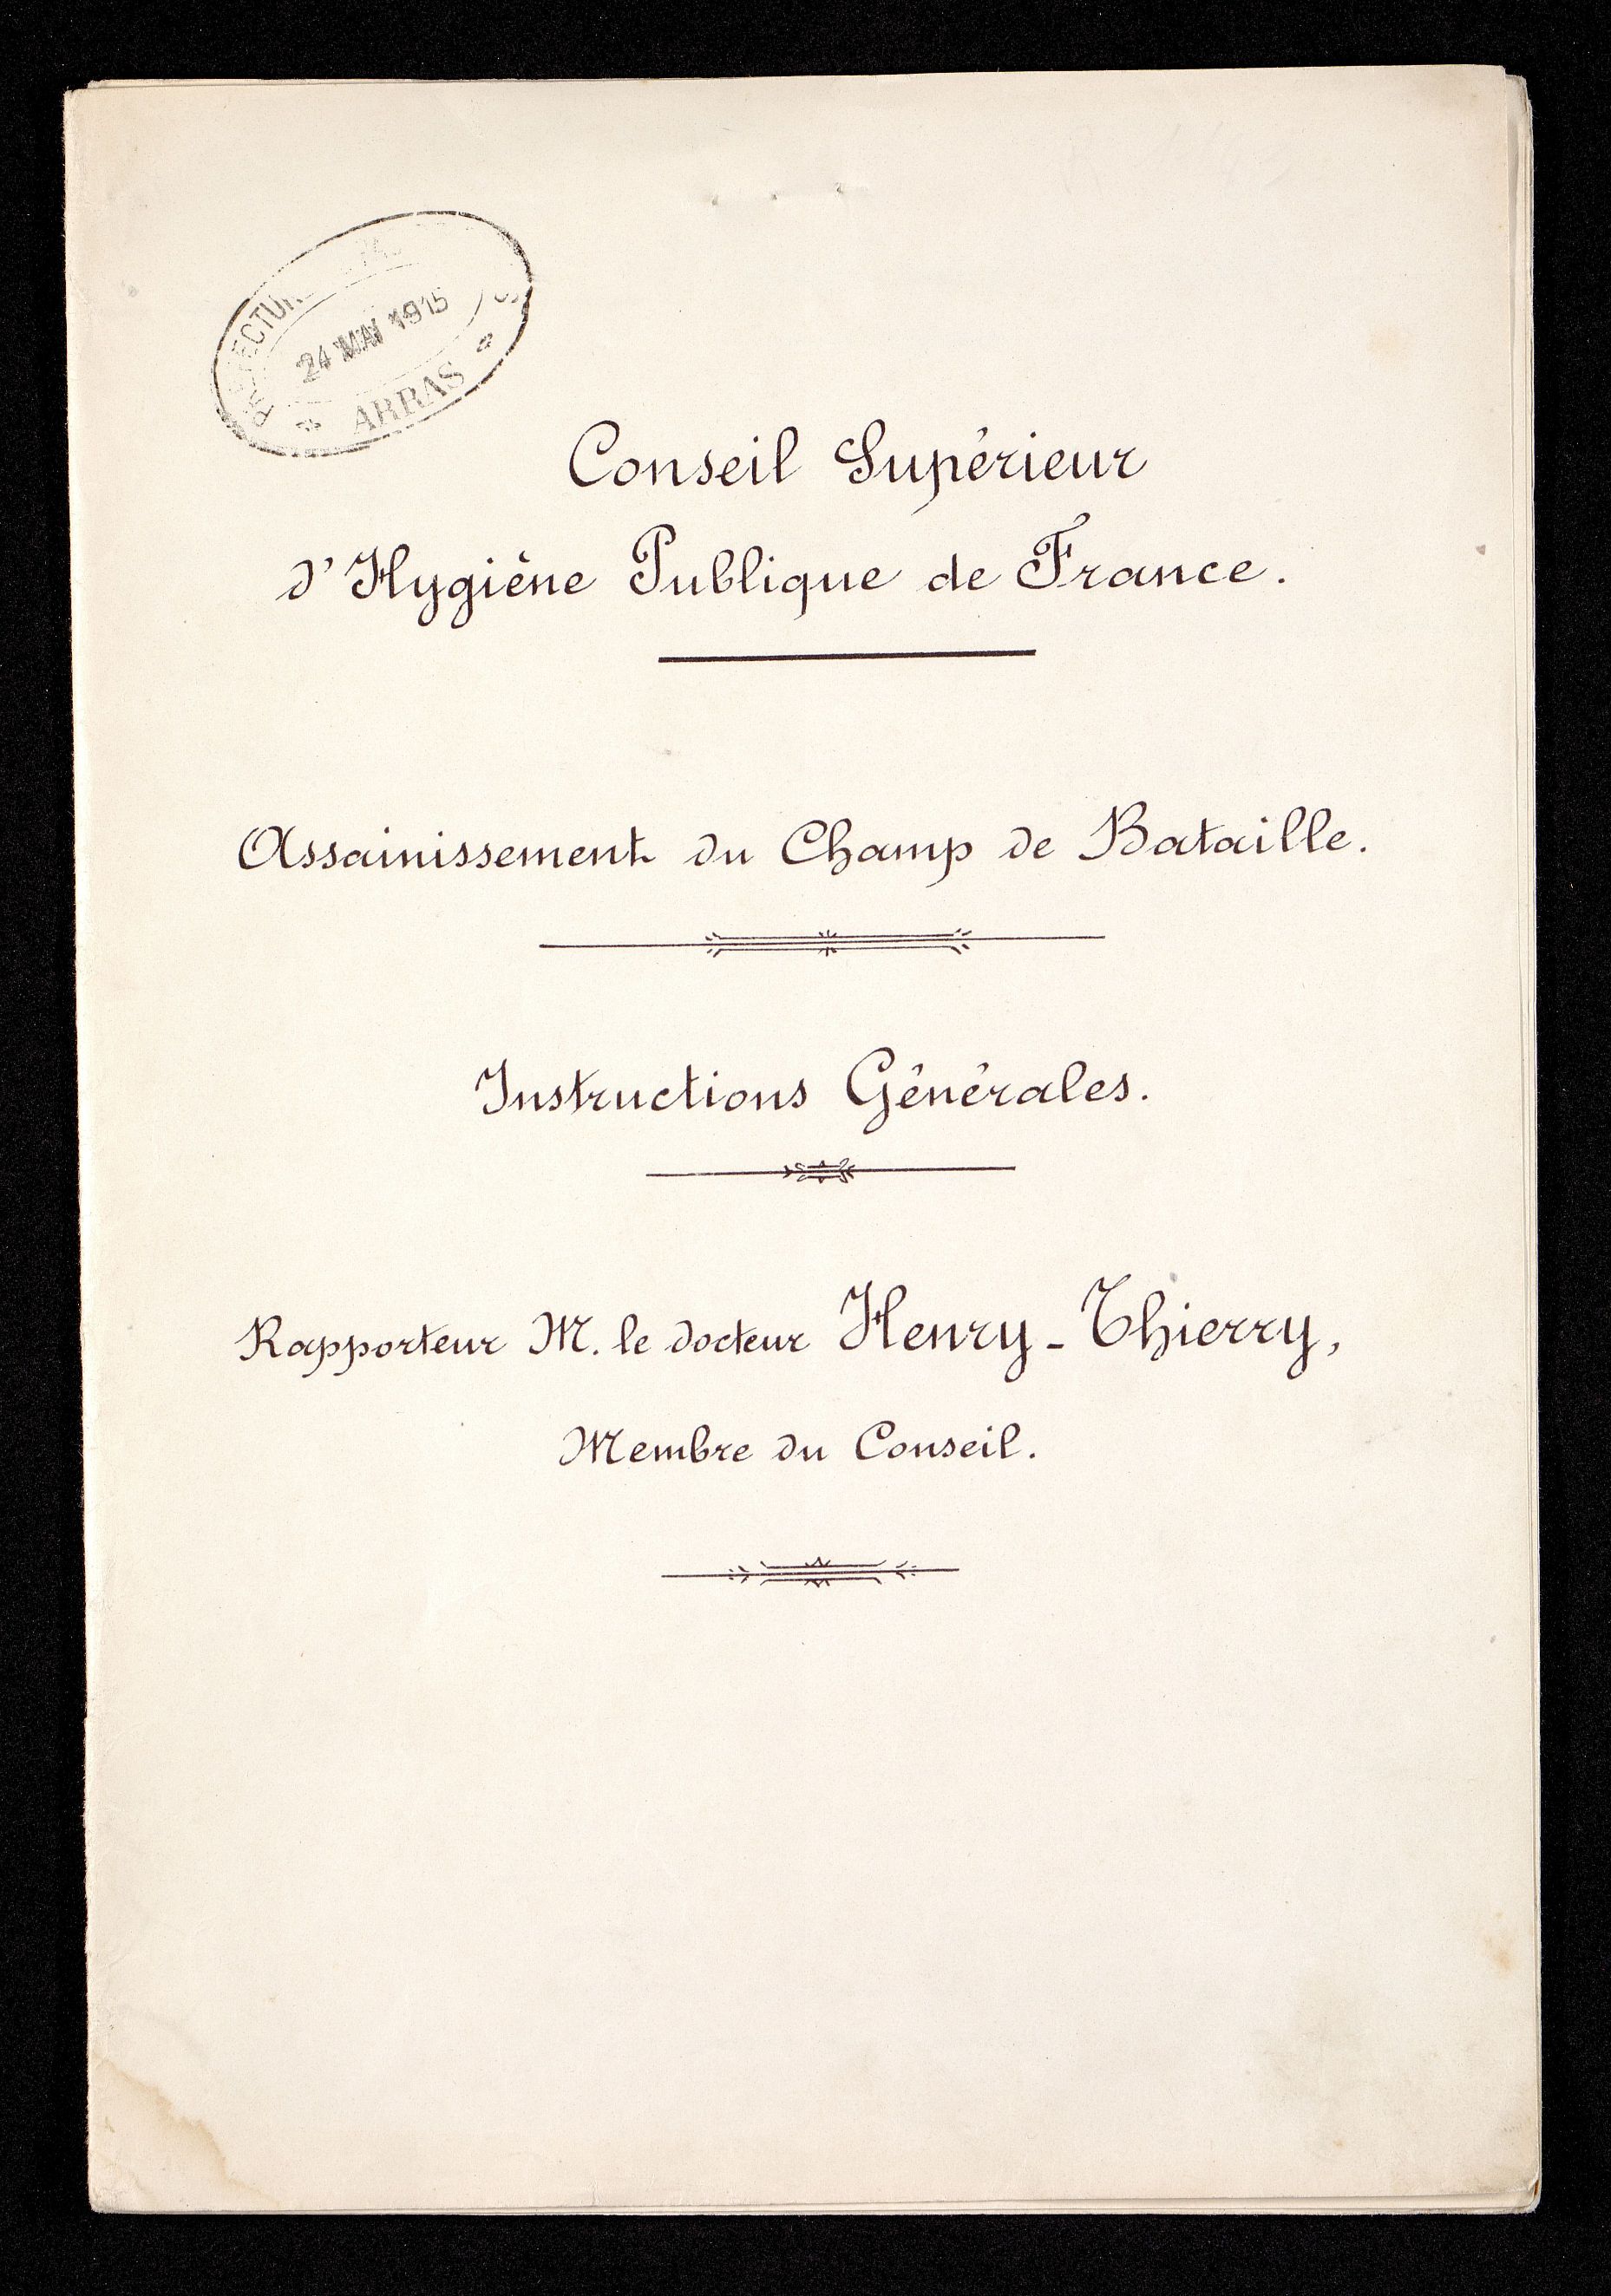 24 MAI 1915
ARRAS
Conseil Supérieur
d'Hygiène Publique de France.
Assainissement du Champ de Bataille.
Instructions Générales.
Rapporteur M. le docteur Henry-Thierry,
Membre du Conseil.